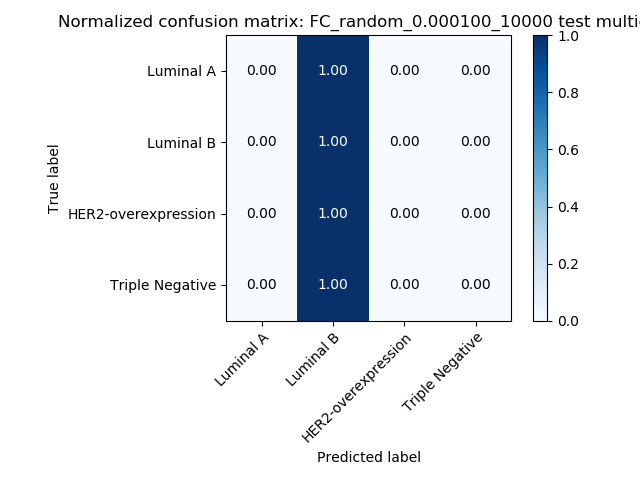 Normalized confusion matrix: FC_random_0.000100_10000 test
True label
Luminal A
0.00 1.00 0.00 0.00
Luminal B
0.00 1.00 0.00 0.00
HER2-overexpression
0.00 1.00 0.00 0.00
Triple Negative
0.00 1.00 0.00 0.00
Luminal A
Luminal B
HER2-overexpression
Triple Negative
Predicted label
1.0
0.8
0.6
0.4
0.2
0.0